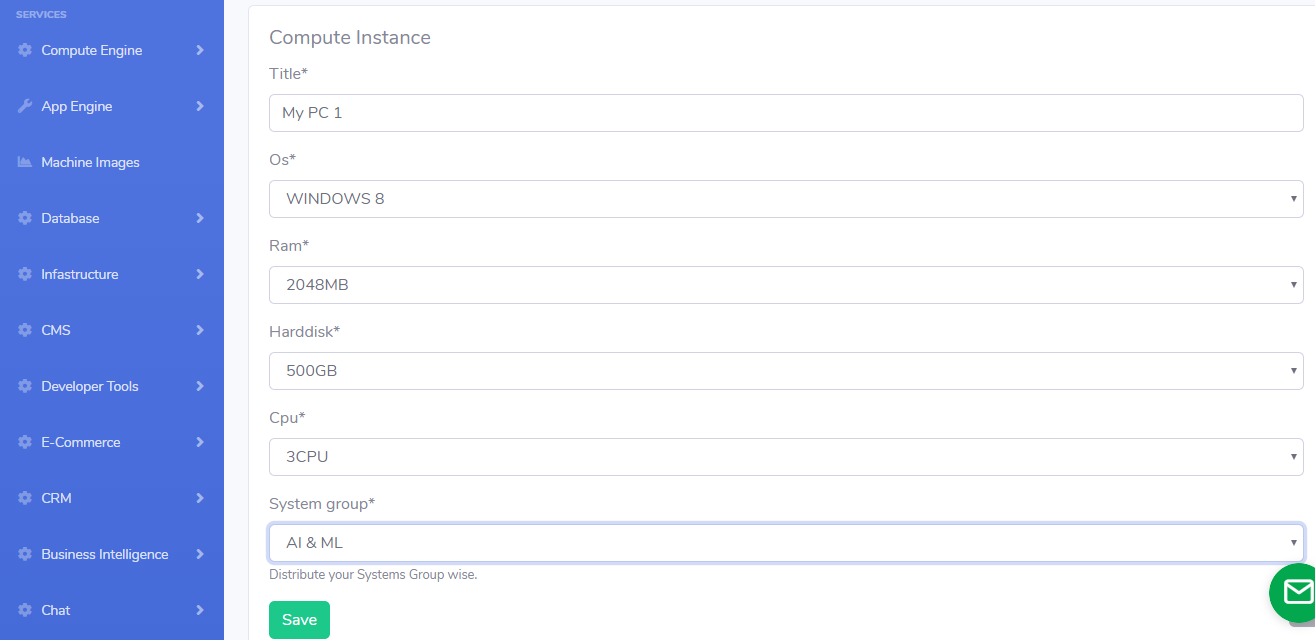 SERVICES
Compute Engine
App Engine
Machine Images
Database
Infastructure
CMS
Developer Tools
E-Commerce
CRM
Business Intelligence
Chat
Compute Instance
Title*
My PC 1
Os*
WINDOWS 8
Ram*
2048MB
Harddisk*
500GB
Cpu*
3CPU
System group*
AI & ML
Distribute your Systems Group wise.
Save